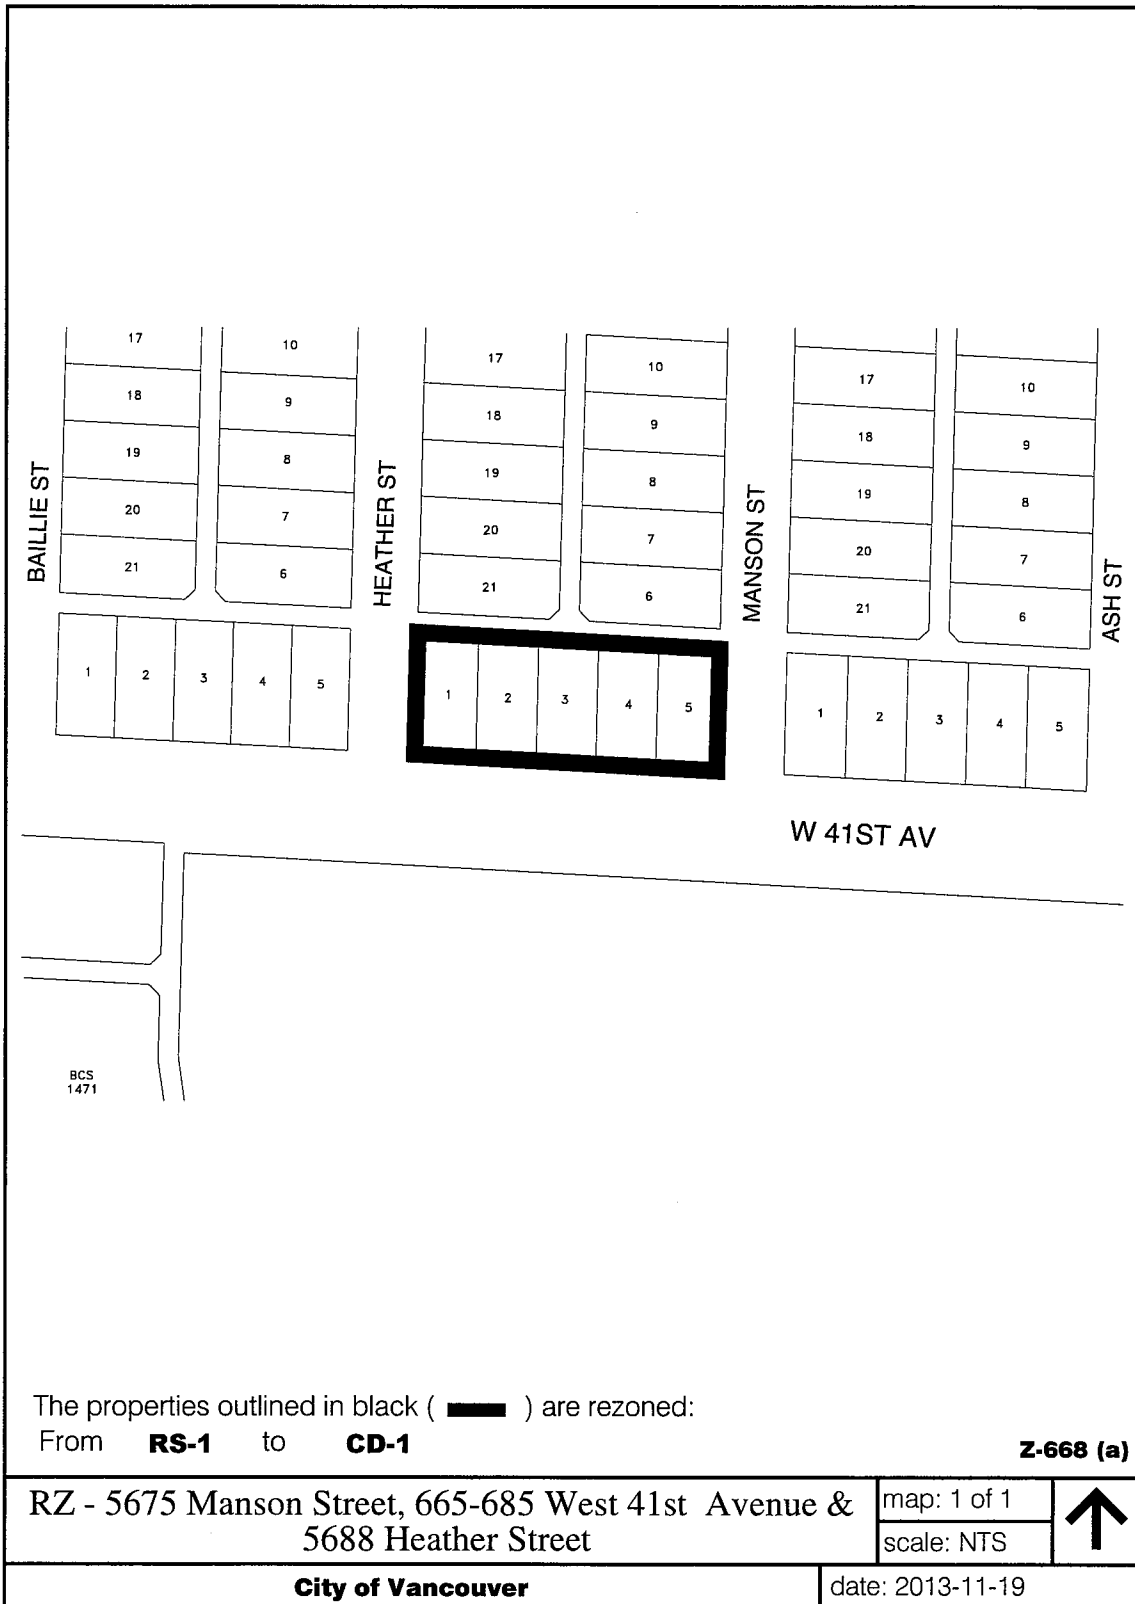 17
10
17
10
17
10
18
9
18
9
18
9
19
8
19
8
19
8
20
7
20
7
20
7
21
6
21
6
21
6
BAILLIE ST
HEATHER ST
MANSON ST
ASH ST
1 2 3 4 5
1 2 3 4 5
1 2 3 4 5
W 41ST AV
BCS
1471
The properties outlined in black ( ) are rezoned:
From RS-1 to CD-1
Z-668 (a)
RZ - 5675 Manson Street, 665-685 West 41st Avenue &
5688 Heather Street
map: 1 of 1
scale: NTS
City of Vancouver
date: 2013-11-19